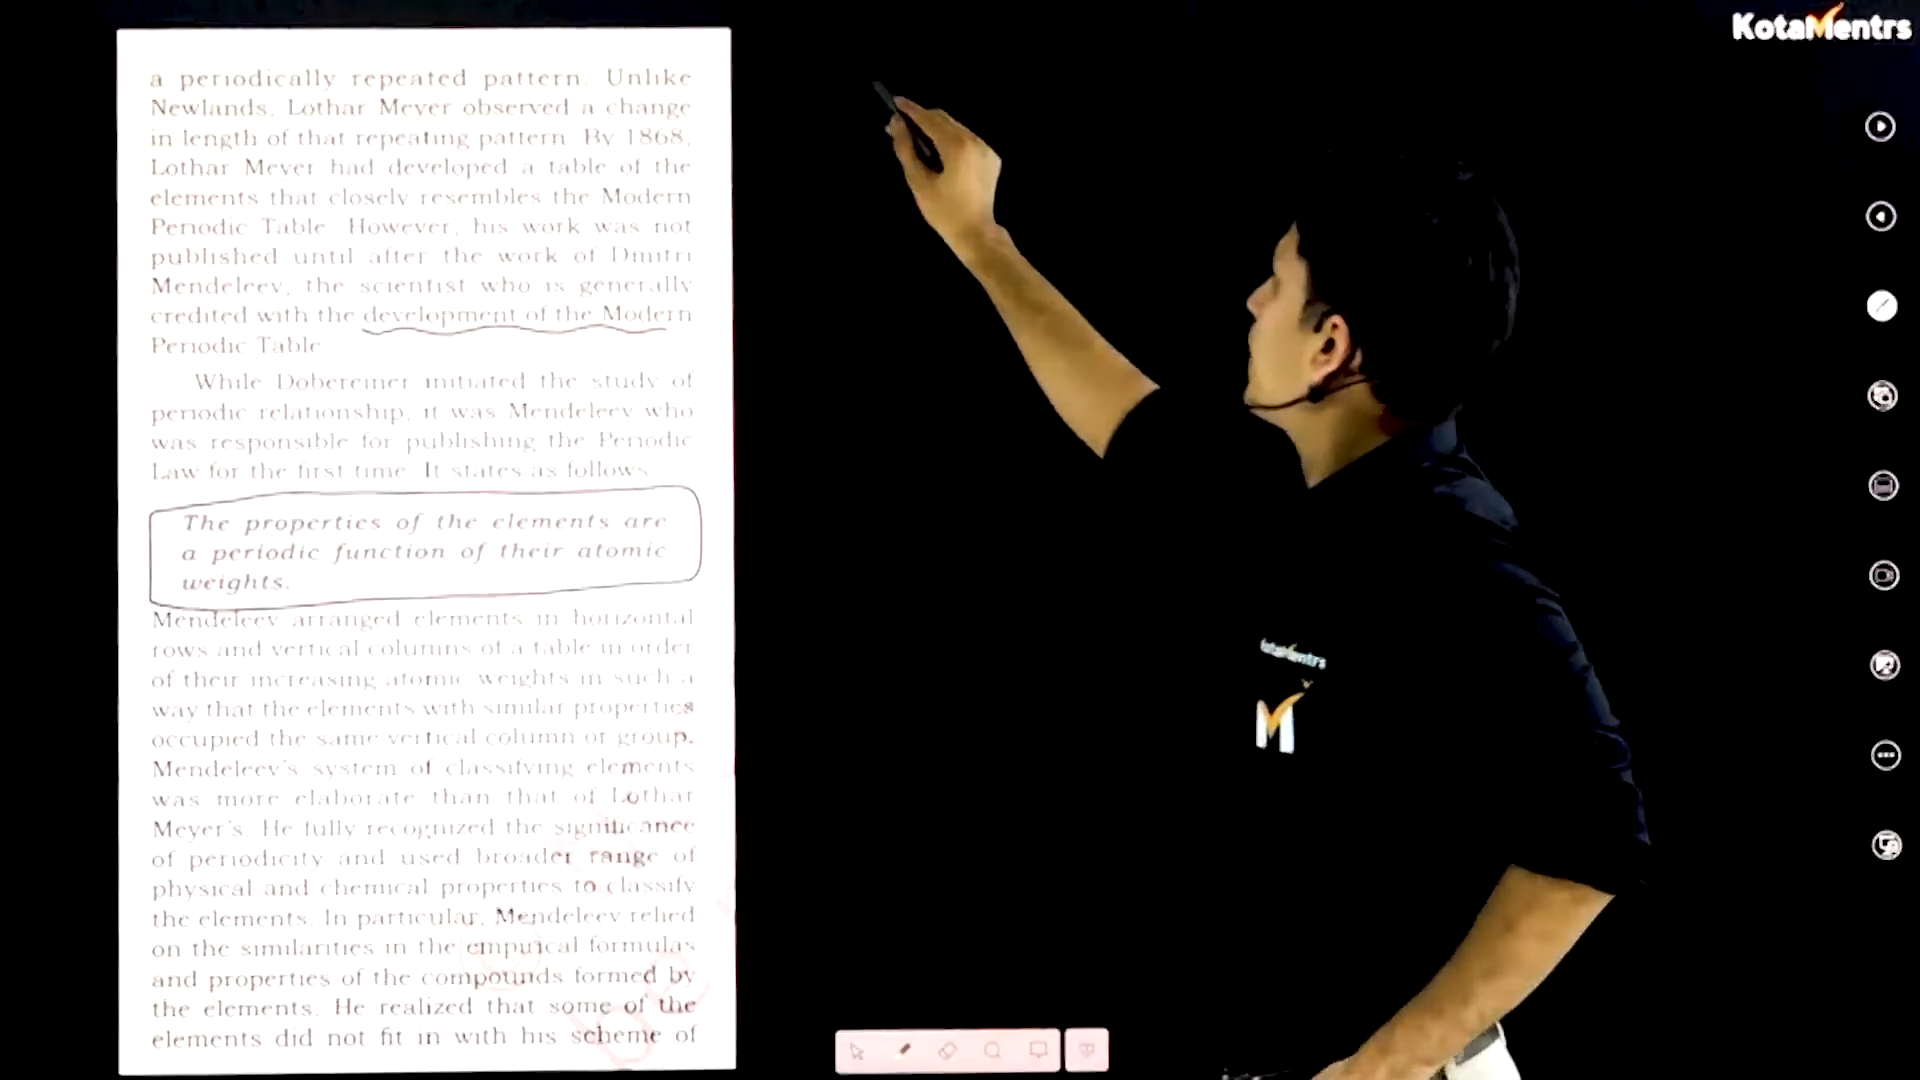 KotaMentrs
a periodically repeated pattern. Unlike
Newlands, Lothar Meyer observed a change
in length of that repeating pattern. By 1868,
Lothar Meyer had developed a table of the
elements that closely resembles the Modern
Periodic Table. However, his work was not
published until after the work of Dmitri
Mendeleev, the scientist who is generally
credited with the development of the Modern
Periodic Table.
While Dobereiner initiated the study of
periodic relationship, it was Mendeleev who
was responsible for publishing the Periodic
Law for the first time. It states as follows
The properties of the elements are
a periodic function of their atomic
weights.
Mendeleev arranged elements in horizontal
rows and vertical columns of a table in order
of their increasing atomic weights in such a
way that the elements with similar properties
occupied the same vertical column or group.
Mendeleev's system of classifying elements
was more elaborate than that of Lothar
Meyer's. He fully recognized the significance
of periodicity and used broader range of
physical and chemical properties to classify
the elements. In particular, Mendeleev relied
on the similarities in the empirical formulas
and properties of the compounds formed by
the elements. He realized that some of the
elements did not fit in with his scheme of
KotaMentrs
M